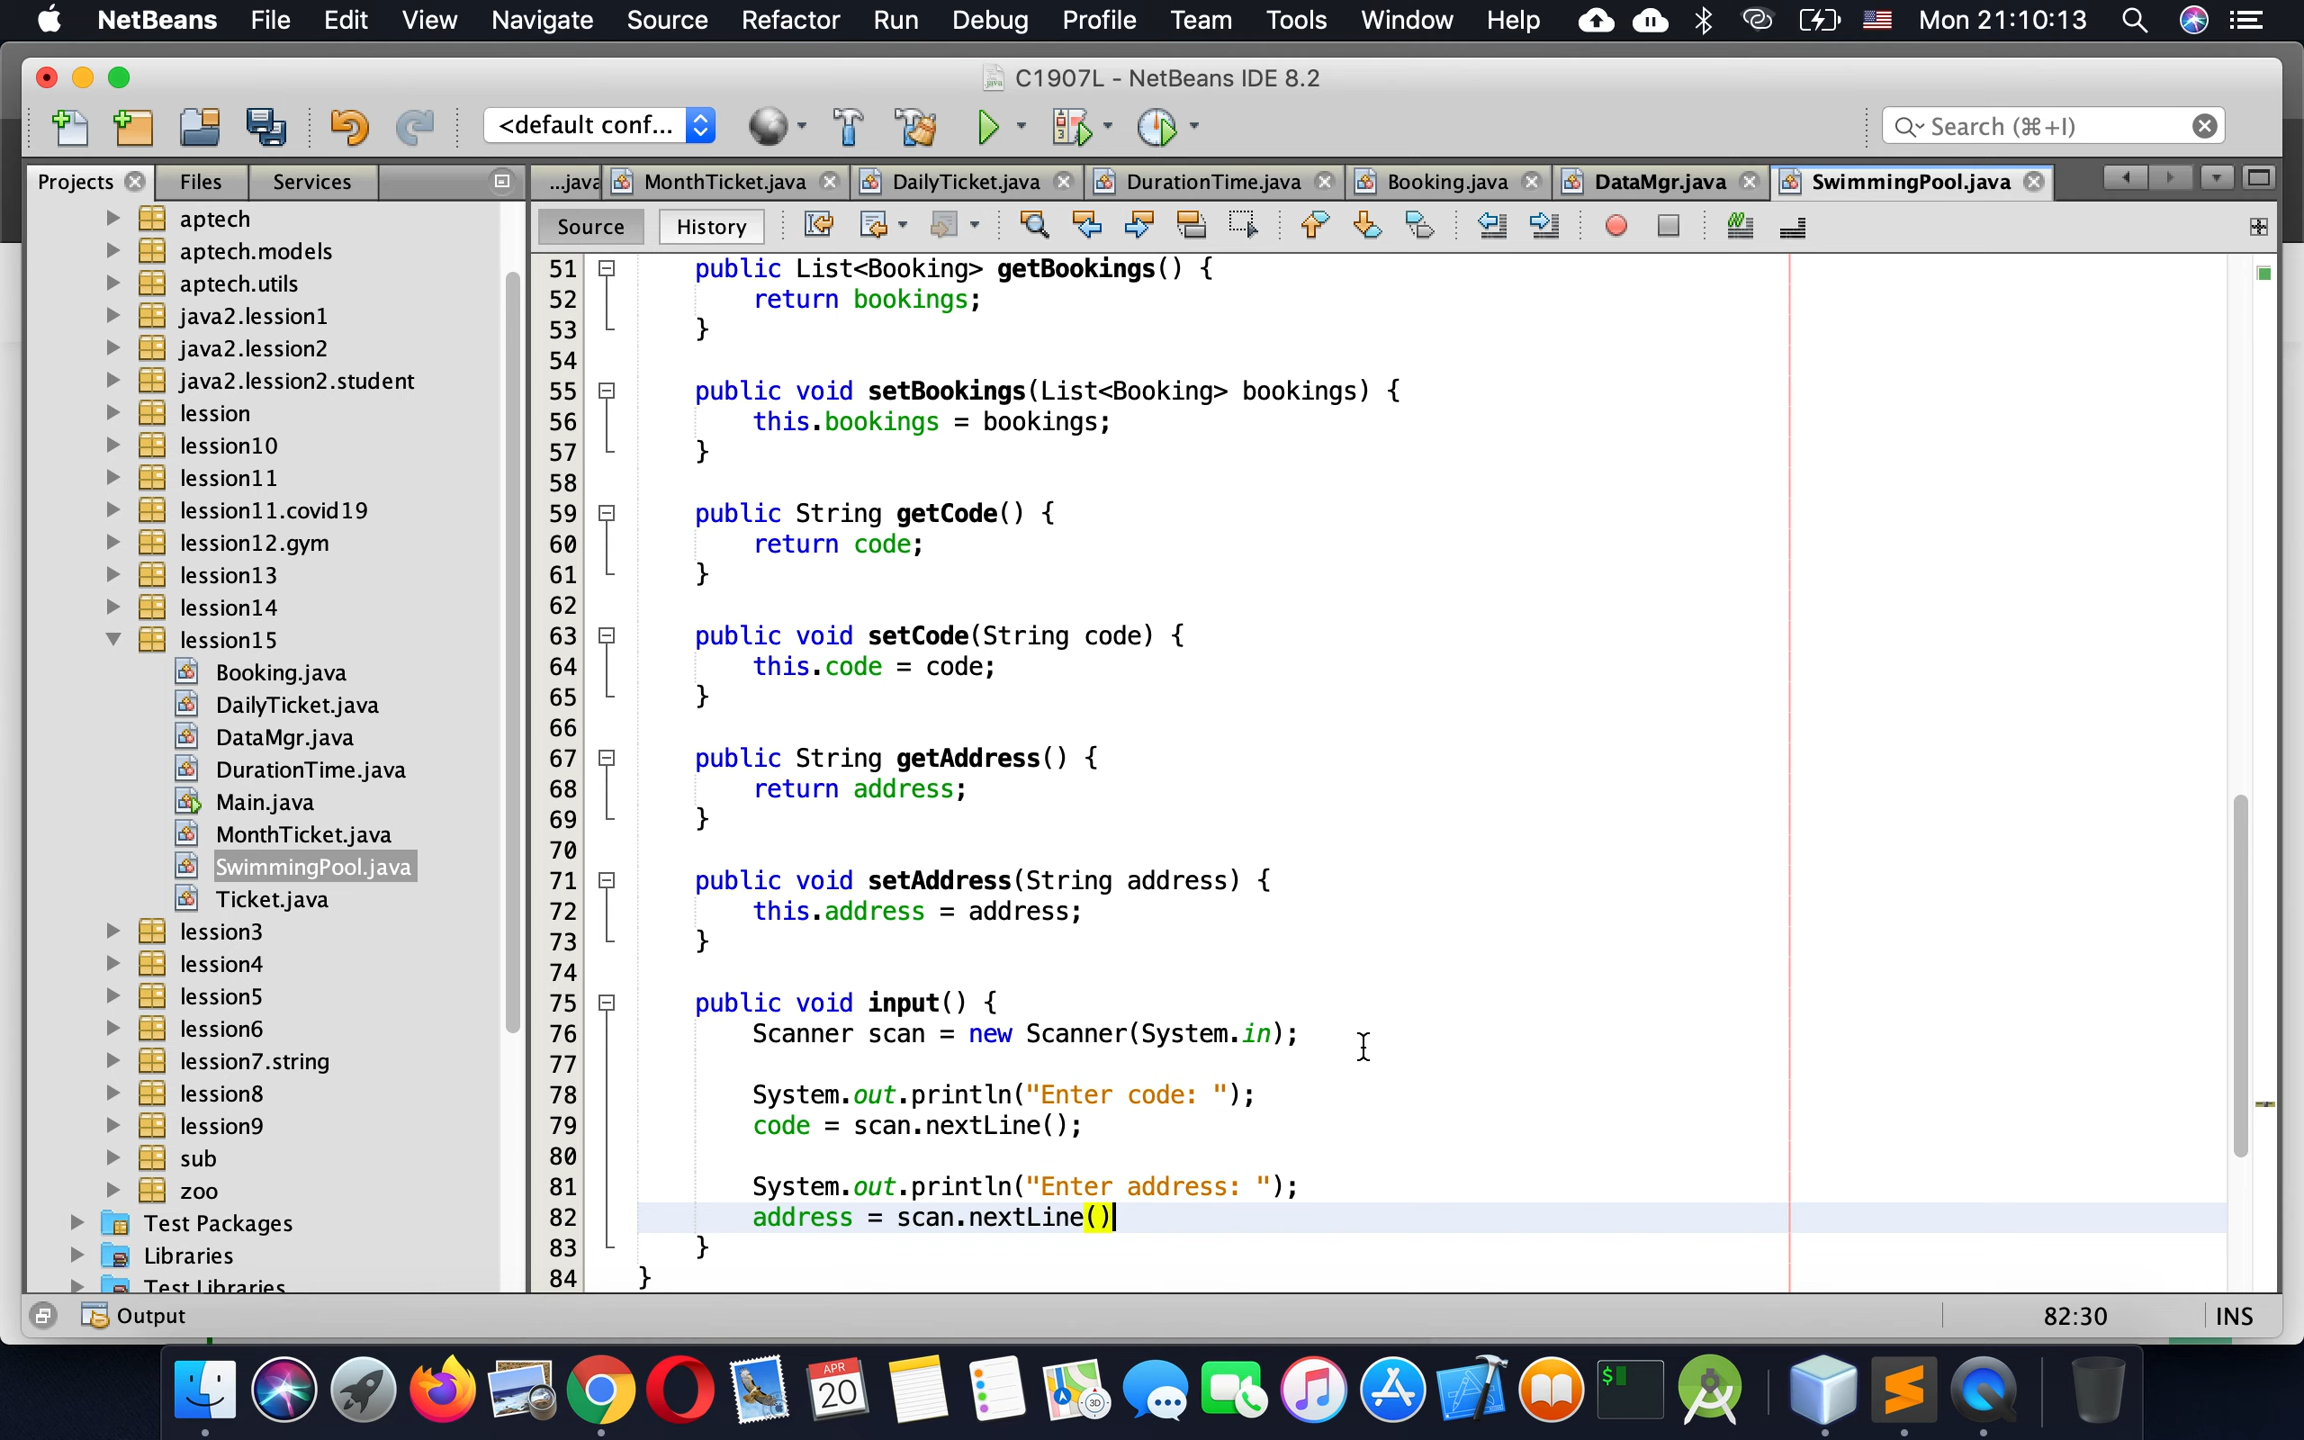 NetBeans File Edit View Navigate Source Refactor Run Debug Profile Team Tools Window Help Mon 21:10:13
C1907L - NetBeans IDE 8.2
<default conf... Search (⌘+I)
Projects Files Services
...java MonthTicket.java DailyTicket.java DurationTime.java Booking.java DataMgr.java SwimmingPool.java
Source History
aptech
aptech.models
aptech.utils
java2.lession1
java2.lession2
java2.lession2.student
lession
lession10
lession11
lession11.covid19
lession12.gym
lession13
lession14
lession15
Booking.java
DailyTicket.java
DataMgr.java
DurationTime.java
Main.java
MonthTicket.java
SwimmingPool.java
Ticket.java
lession3
lession4
lession5
lession6
lession7.string
lession8
lession9
sub
zoo
Test Packages
Libraries
Test Libraries
51 public List<Booking> getBookings() {
52 return bookings;
53 }
54
55 public void setBookings(List<Booking> bookings) {
56 this.bookings = bookings;
57 }
58
59 public String getCode() {
60 return code;
61 }
62
63 public void setCode(String code) {
64 this.code = code;
65 }
66
67 public String getAddress() {
68 return address;
69 }
70
71 public void setAddress(String address) {
72 this.address = address;
73 }
74
75 public void input() {
76 Scanner scan = new Scanner(System.in);
77
78 System.out.println("Enter code: ");
79 code = scan.nextLine();
80
81 System.out.println("Enter address: ");
82 address = scan.nextLine()
83 }
84 }
Output 82:30 INS
APR
20
3D
$